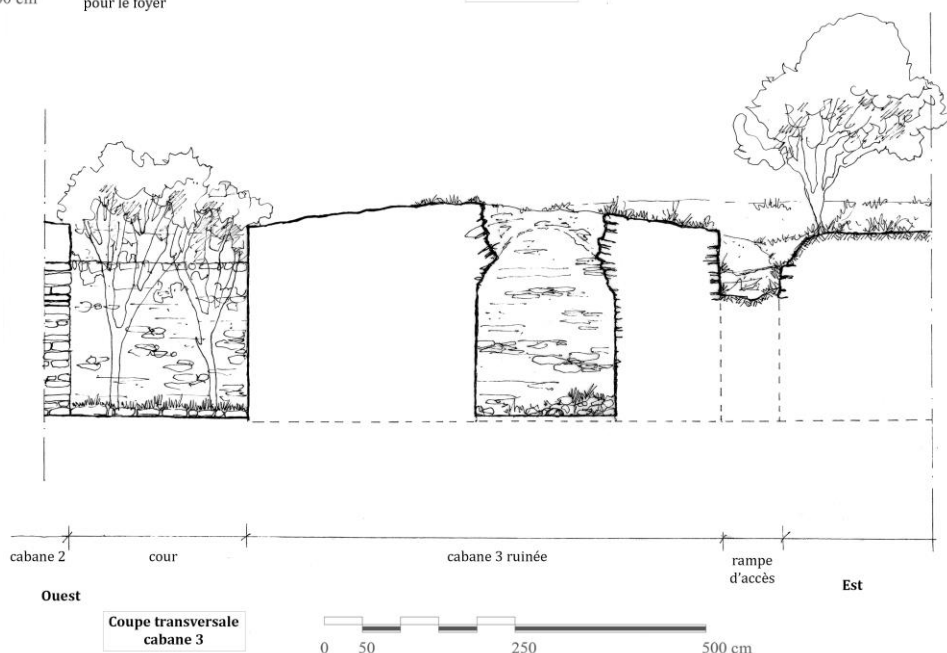 pour le foyer
cabane 2
cour
cabane 3 ruinée
rampe
d'accès
Ouest
Est
Coupe transversale
cabane 3
0 50 250 500 cm